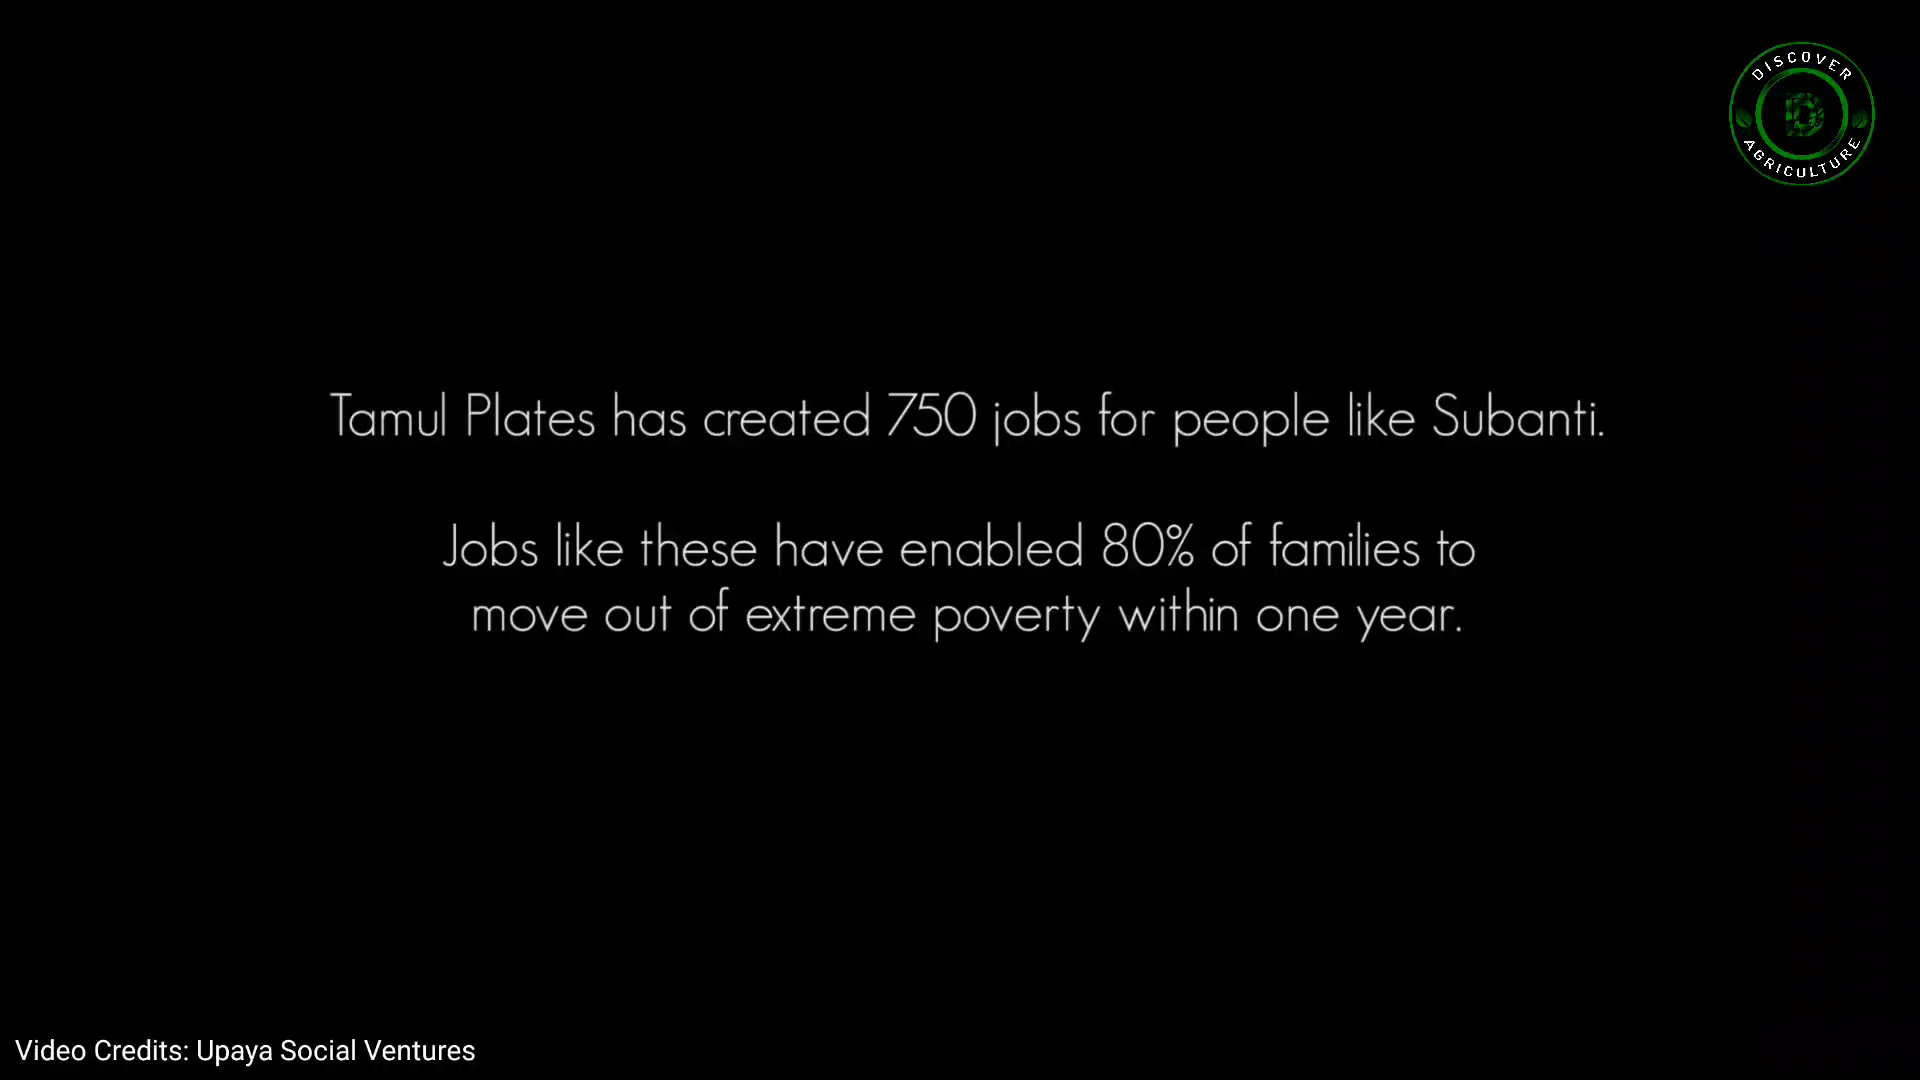 DISCOVER
D
AGRICULTURE
Tamul Plates has created 750 jobs for people like Subanti.
Jobs like these have enabled 80% of families to
move out of extreme poverty within one year.
Video Credits: Upaya Social Ventures